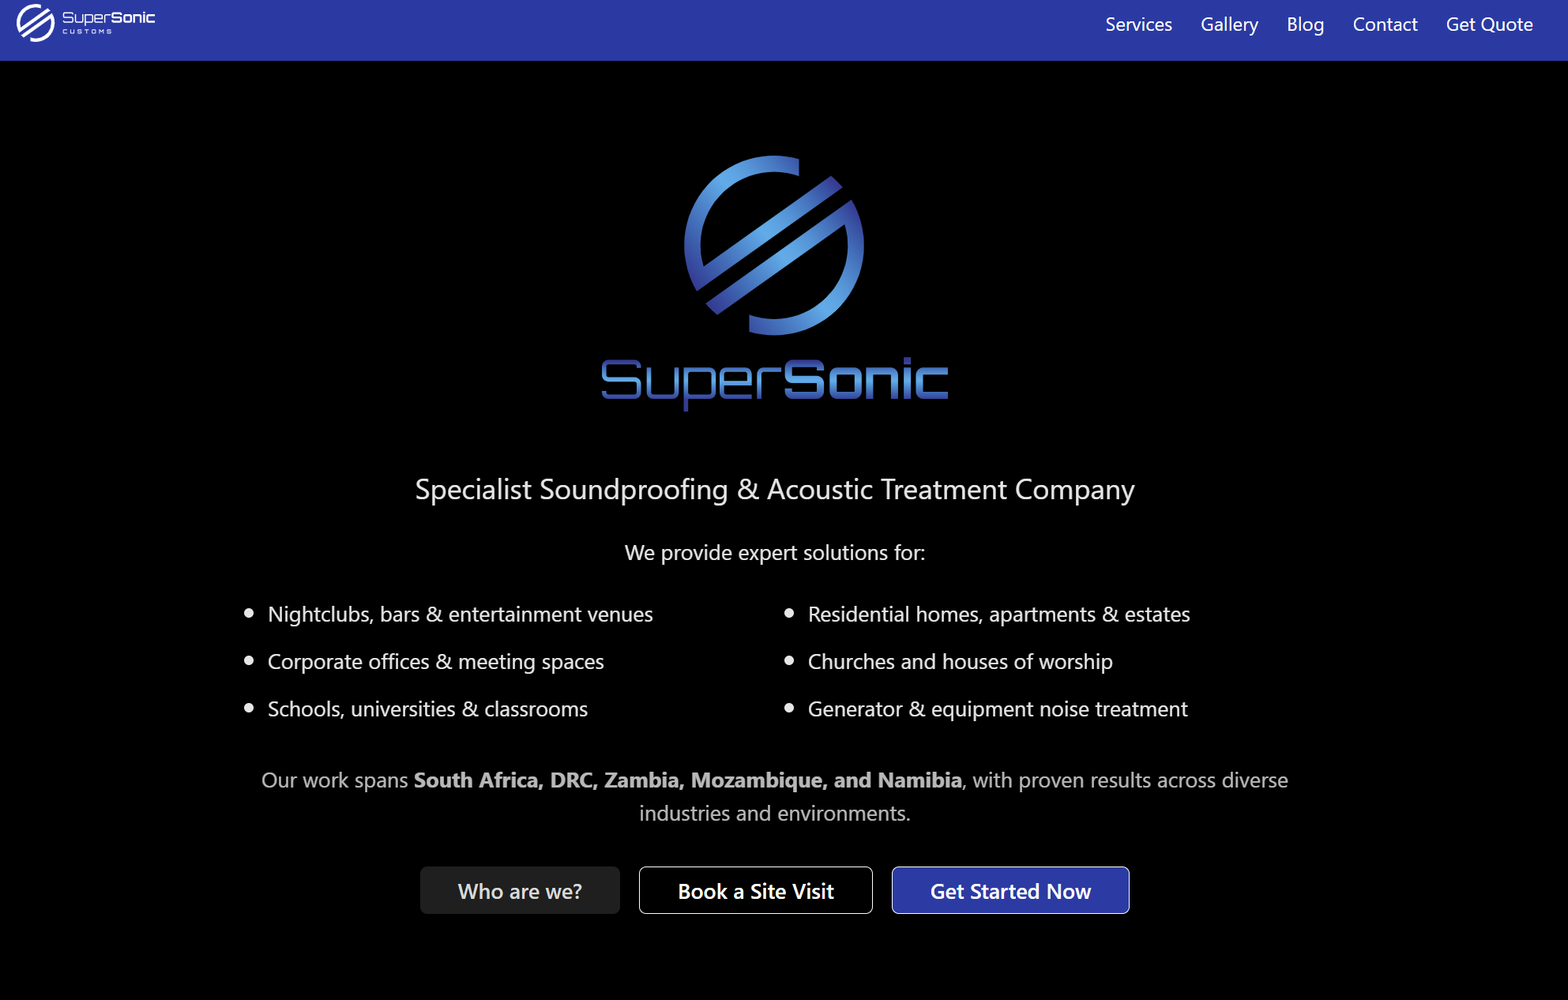 SuperSonic
CUSTOMS
Services Gallery Blog Contact Get Quote
SuperSonic
Specialist Soundproofing & Acoustic Treatment Company
We provide expert solutions for:
Nightclubs, bars & entertainment venues
Corporate offices & meeting spaces
Schools, universities & classrooms
Residential homes, apartments & estates
Churches and houses of worship
Generator & equipment noise treatment
Our work spans South Africa, DRC, Zambia, Mozambique, and Namibia, with proven results across diverse
industries and environments.
Who are we? Book a Site Visit Get Started Now